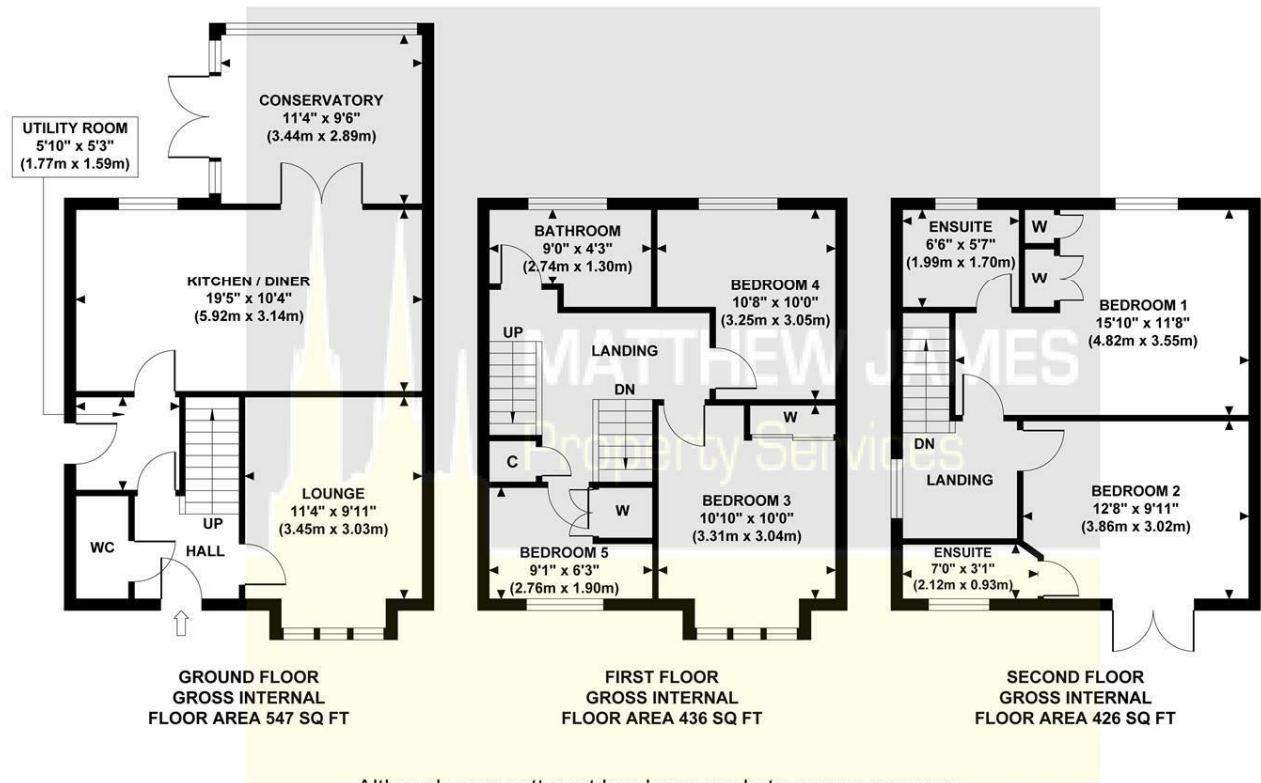 CONSERVATORY
11'4" x 9'6"
(3.44m x 2.89m)
UTILITY ROOM
5'10" x 5'3"
(1.77m x 1.59m)
KITCHEN / DINER
19'5" x 10'4"
(5.92m x 3.14m)
LOUNGE
11'4" x 9'11"
(3.45m x 3.03m)
UP
HALL
WC
GROUND FLOOR
GROSS INTERNAL
FLOOR AREA 547 SQ FT
BATHROOM
9'0" x 4'3"
(2.74m x 1.30m)
BEDROOM 4
10'8" x 10'0"
(3.25m x 3.05m)
UP
LANDING
DN
W
C
W
BEDROOM 3
10'10" x 10'0"
(3.31m x 3.04m)
BEDROOM 5
9'1" x 6'3"
(2.76m x 1.90m)
FIRST FLOOR
GROSS INTERNAL
FLOOR AREA 436 SQ FT
ENSUITE
6'6" x 5'7"
(1.99m x 1.70m)
W
W
BEDROOM 1
15'10" x 11'8"
(4.82m x 3.55m)
DN
LANDING
BEDROOM 2
12'8" x 9'11"
(3.86m x 3.02m)
ENSUITE
7'0" x 3'1"
(2.12m x 0.93m)
SECOND FLOOR
GROSS INTERNAL
FLOOR AREA 426 SQ FT
MATTHEW JAMES
Property Services